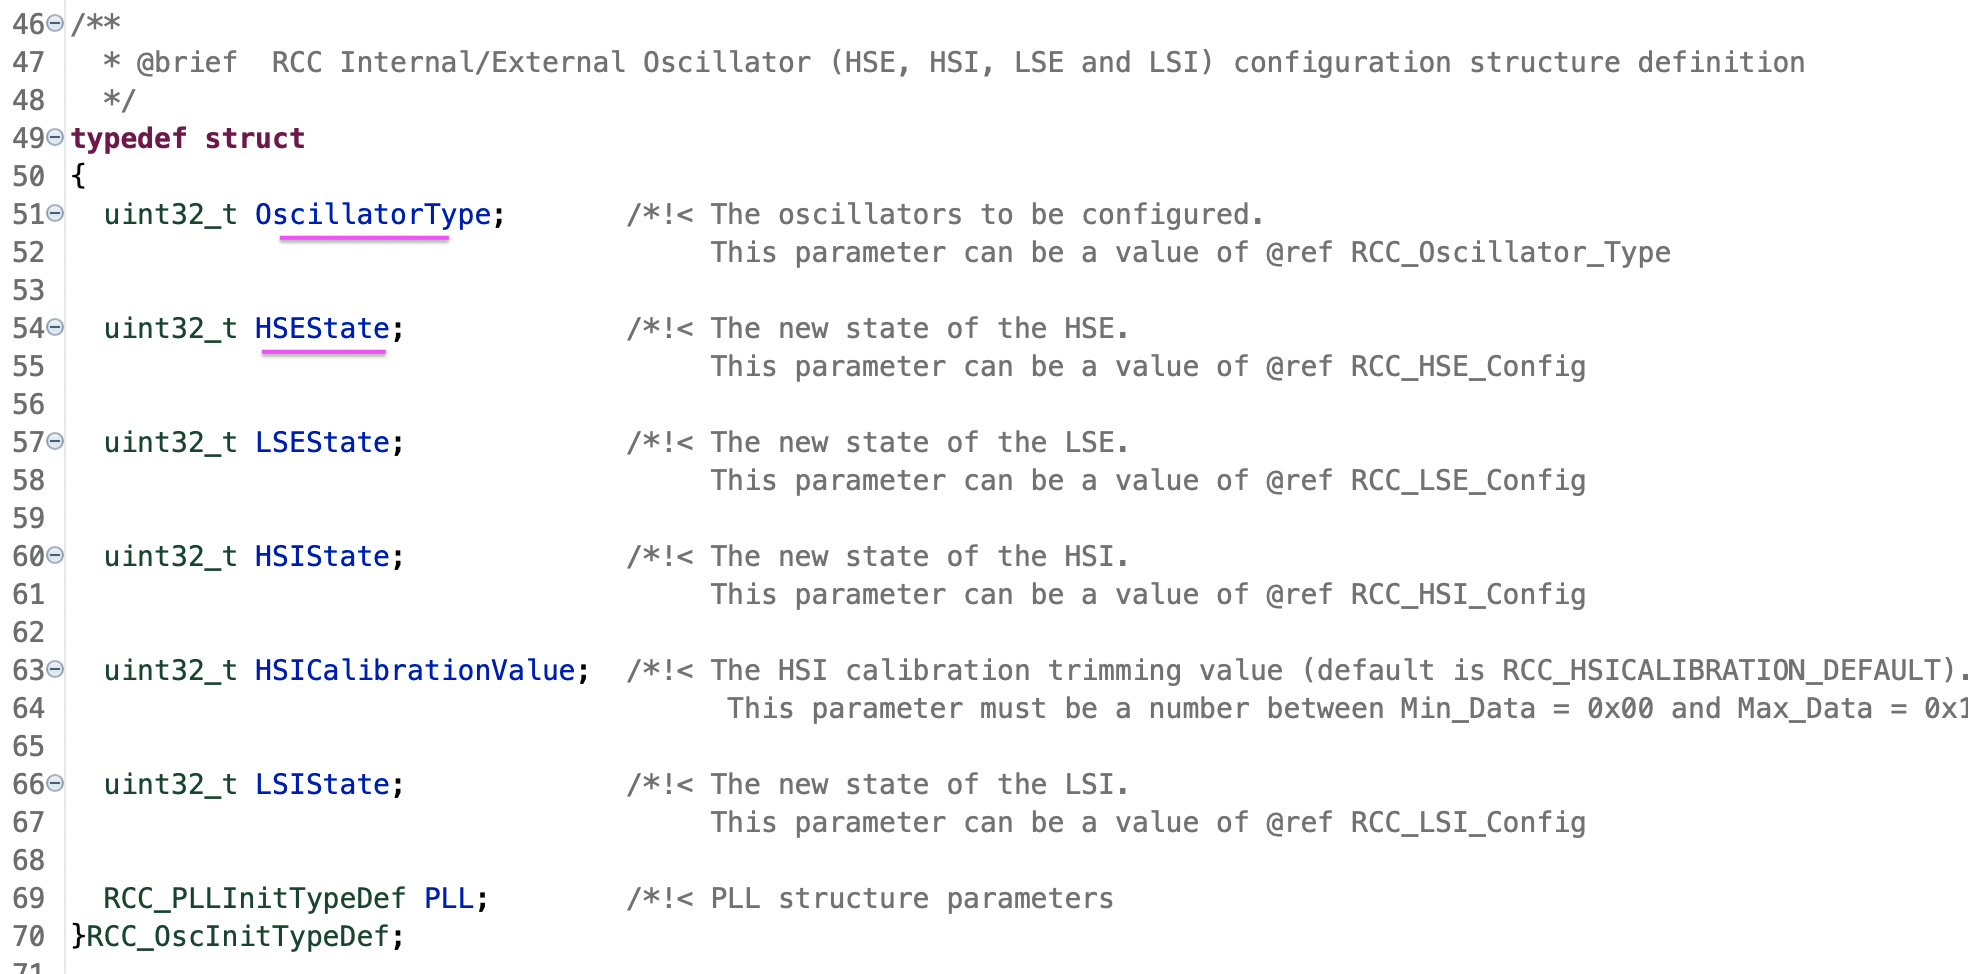 46 /**
47 * @brief RCC Internal/External Oscillator (HSE, HSI, LSE and LSI) configuration structure definition
48 */
49 typedef struct
50 {
51 uint32_t OscillatorType; /*!< The oscillators to be configured.
52 This parameter can be a value of @ref RCC_Oscillator_Type
53
54 uint32_t HSEState; /*!< The new state of the HSE.
55 This parameter can be a value of @ref RCC_HSE_Config
56
57 uint32_t LSEState; /*!< The new state of the LSE.
58 This parameter can be a value of @ref RCC_LSE_Config
59
60 uint32_t HSIState; /*!< The new state of the HSI.
61 This parameter can be a value of @ref RCC_HSI_Config
62
63 uint32_t HSICalibrationValue; /*!< The HSI calibration trimming value (default is RCC_HSICALIBRATION_DEFAULT).
64 This parameter must be a number between Min_Data = 0x00 and Max_Data = 0x1
65
66 uint32_t LSIState; /*!< The new state of the LSI.
67 This parameter can be a value of @ref RCC_LSI_Config
68
69 RCC_PLLInitTypeDef PLL; /*!< PLL structure parameters
70 }RCC_OscInitTypeDef;
71